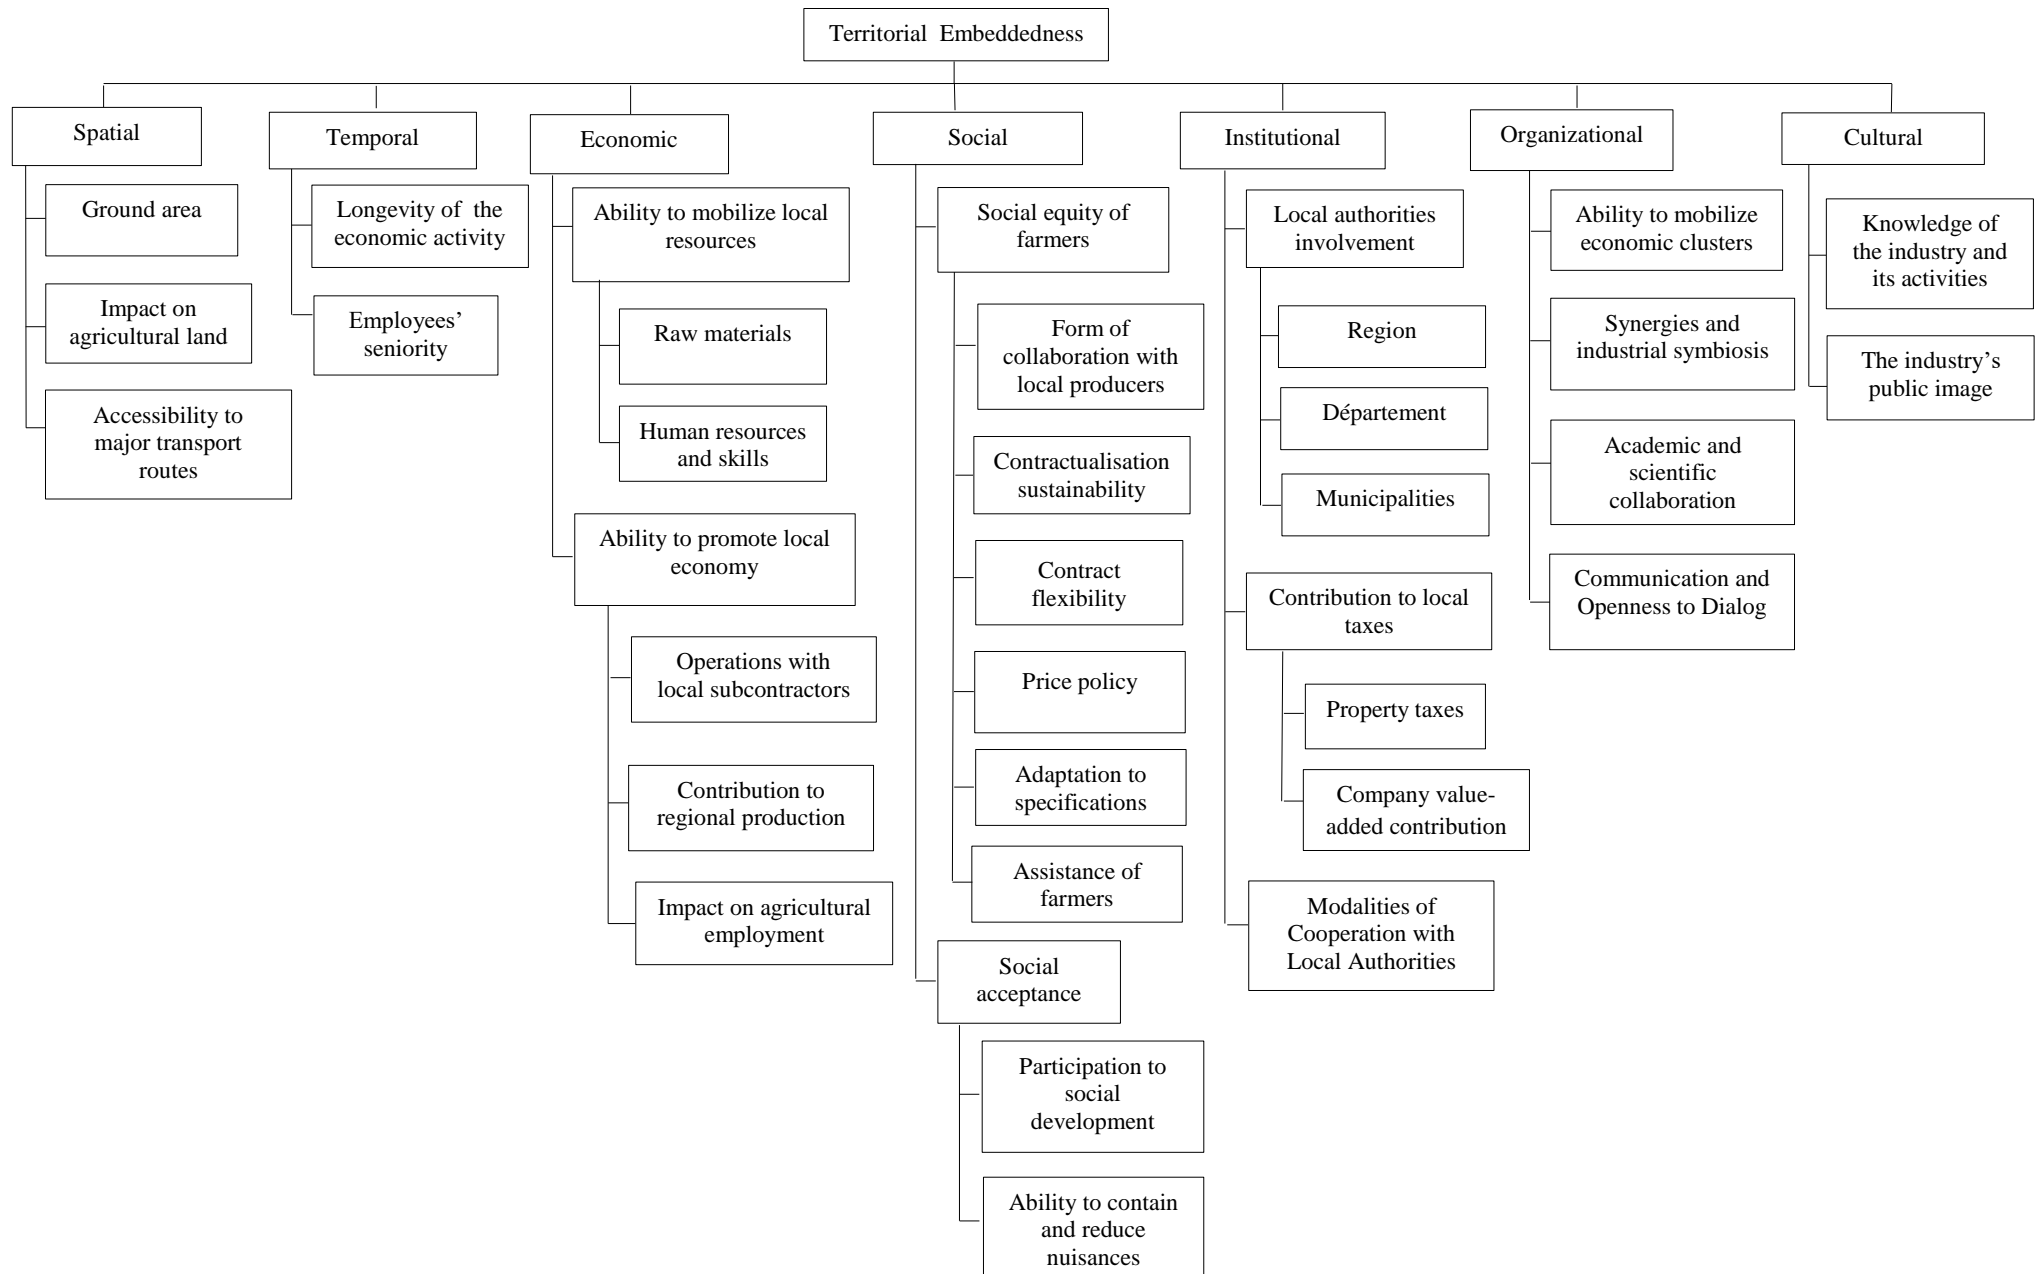 Territorial Embeddedness
Spatial
Ground area
Impact on
agricultural land
Accessibility to
major transport
routes
Temporal
Longevity of the
economic activity
Employees’
seniority
Economic
Ability to mobilize local
resources
Raw materials
Human resources
and skills
Ability to promote local
economy
Operations with
local subcontractors
Contribution to
regional production
Impact on agricultural
employment
Social
Social equity of
farmers
Form of
collaboration with
local producers
Contractualisation
sustainability
Contract
flexibility
Price policy
Adaptation to
specifications
Assistance of
farmers
Social
acceptance
Participation to
social
development
Ability to contain
and reduce
nuisances
Institutional
Local authorities
involvement
Region
Département
Municipalities
Contribution to local
taxes
Property taxes
Company value-
added contribution
Modalities of
Cooperation with
Local Authorities
Organizational
Ability to mobilize
economic clusters
Synergies and
industrial symbiosis
Academic and
scientific
collaboration
Communication and
Openness to Dialog
Cultural
Knowledge of
the industry and
its activities
The industry’s
public image